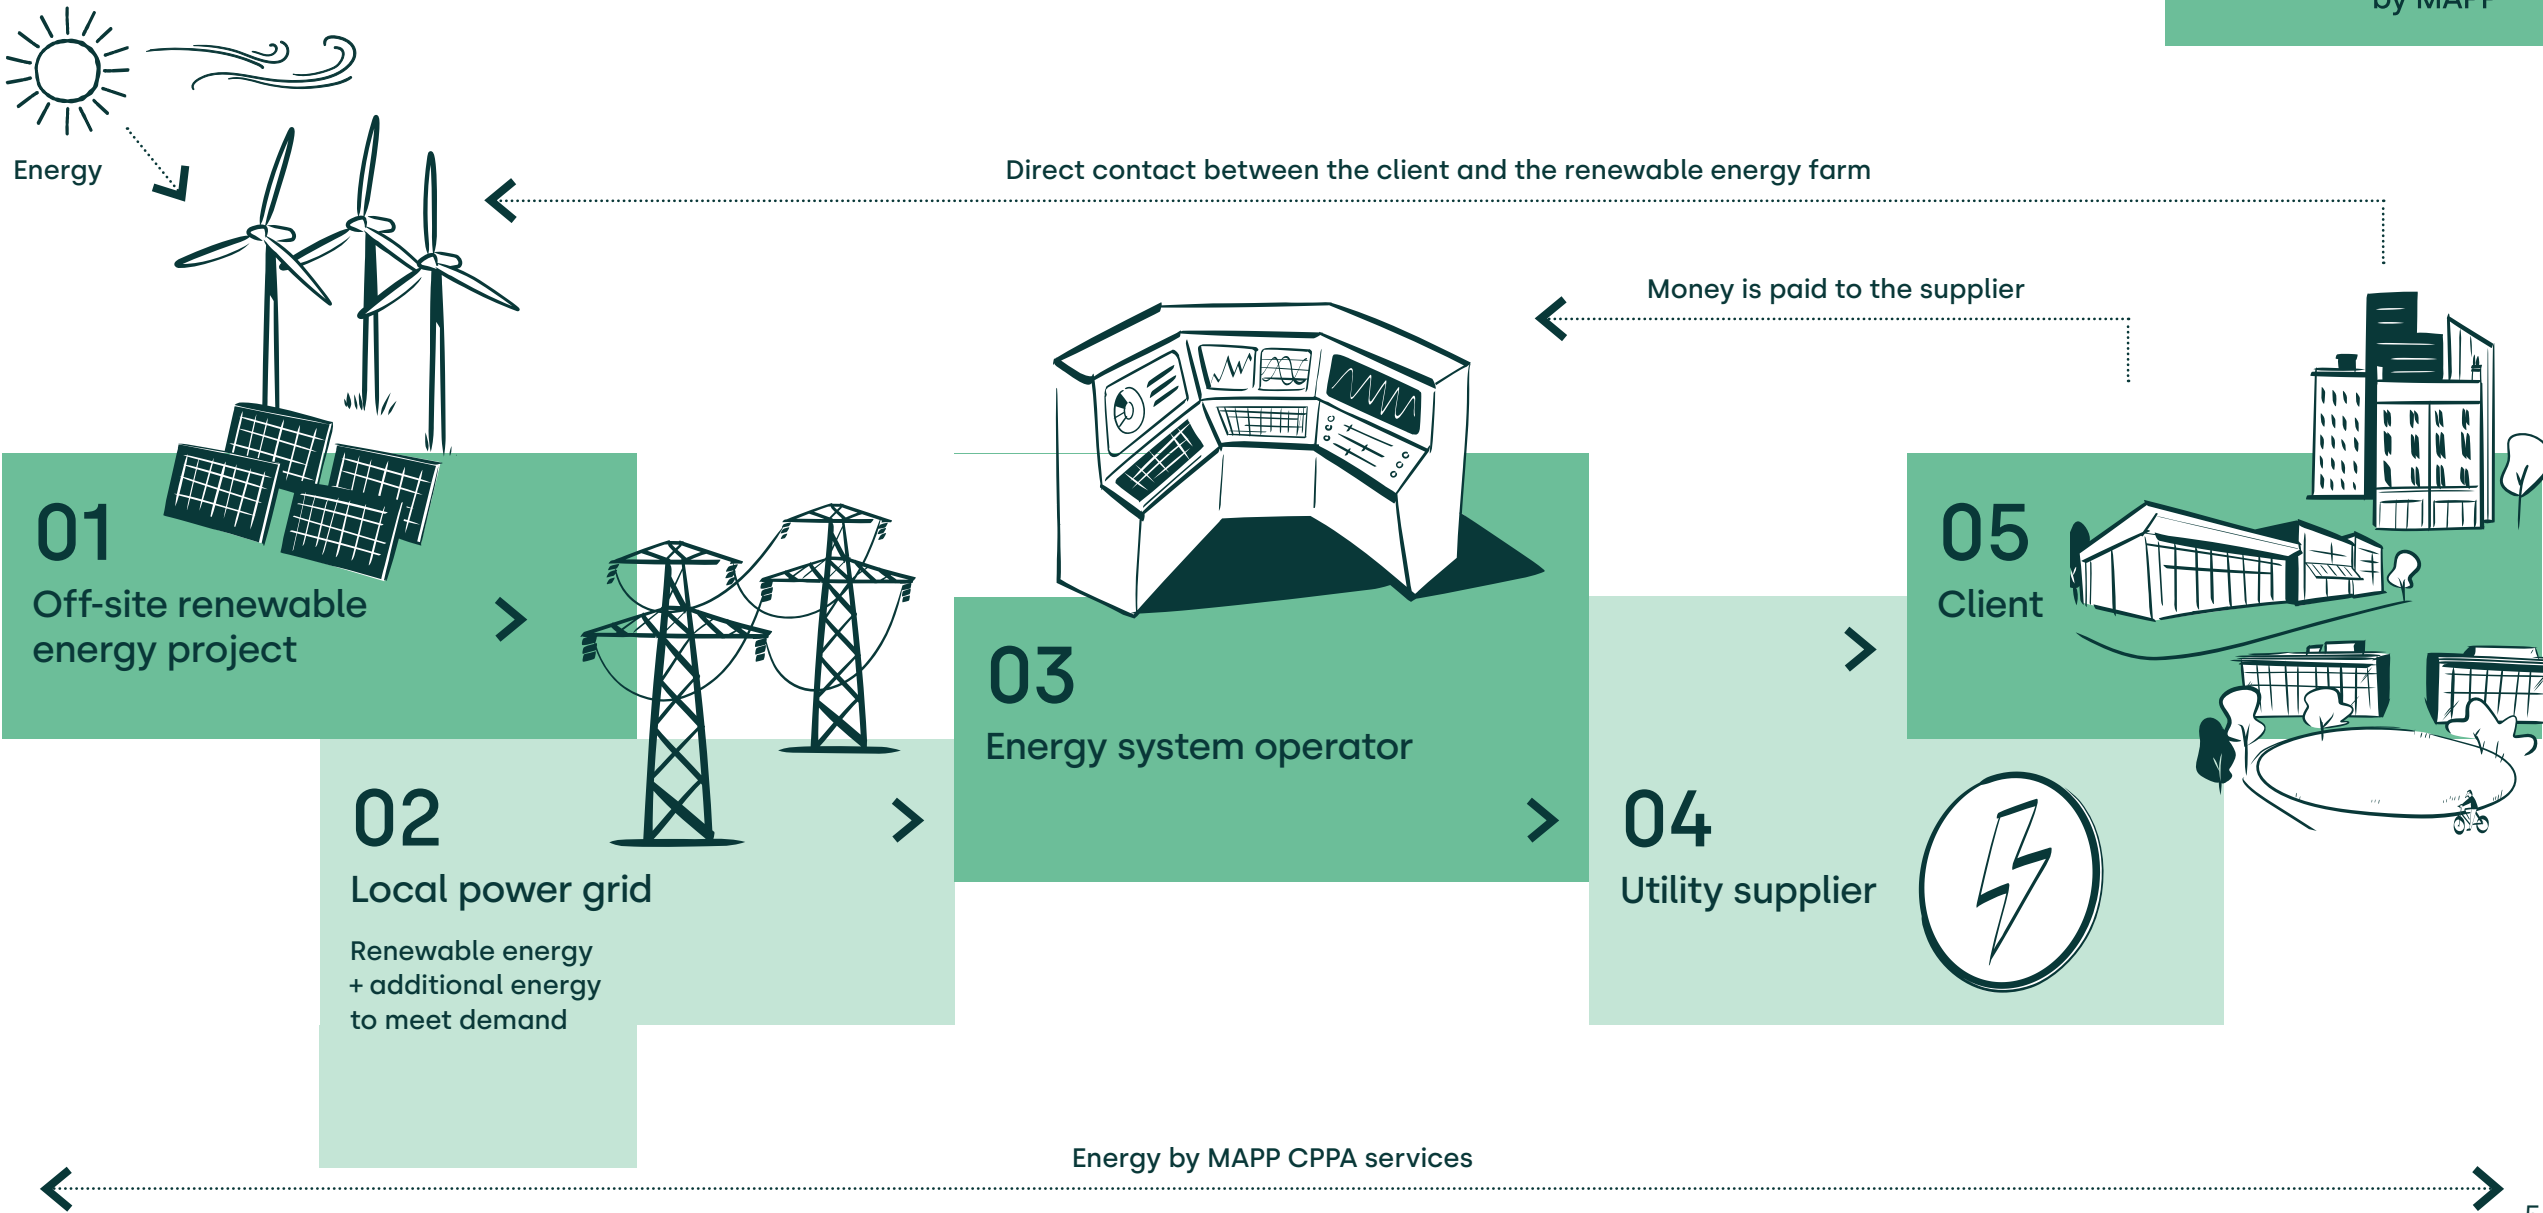 by MAPP
Energy
Direct contact between the client and the renewable energy farm
Money is paid to the supplier
01
Off-site renewable
energy project
02
Local power grid
Renewable energy
+ additional energy
to meet demand
03
Energy system operator
04
Utility supplier
05
Client
Energy by MAPP CPPA services